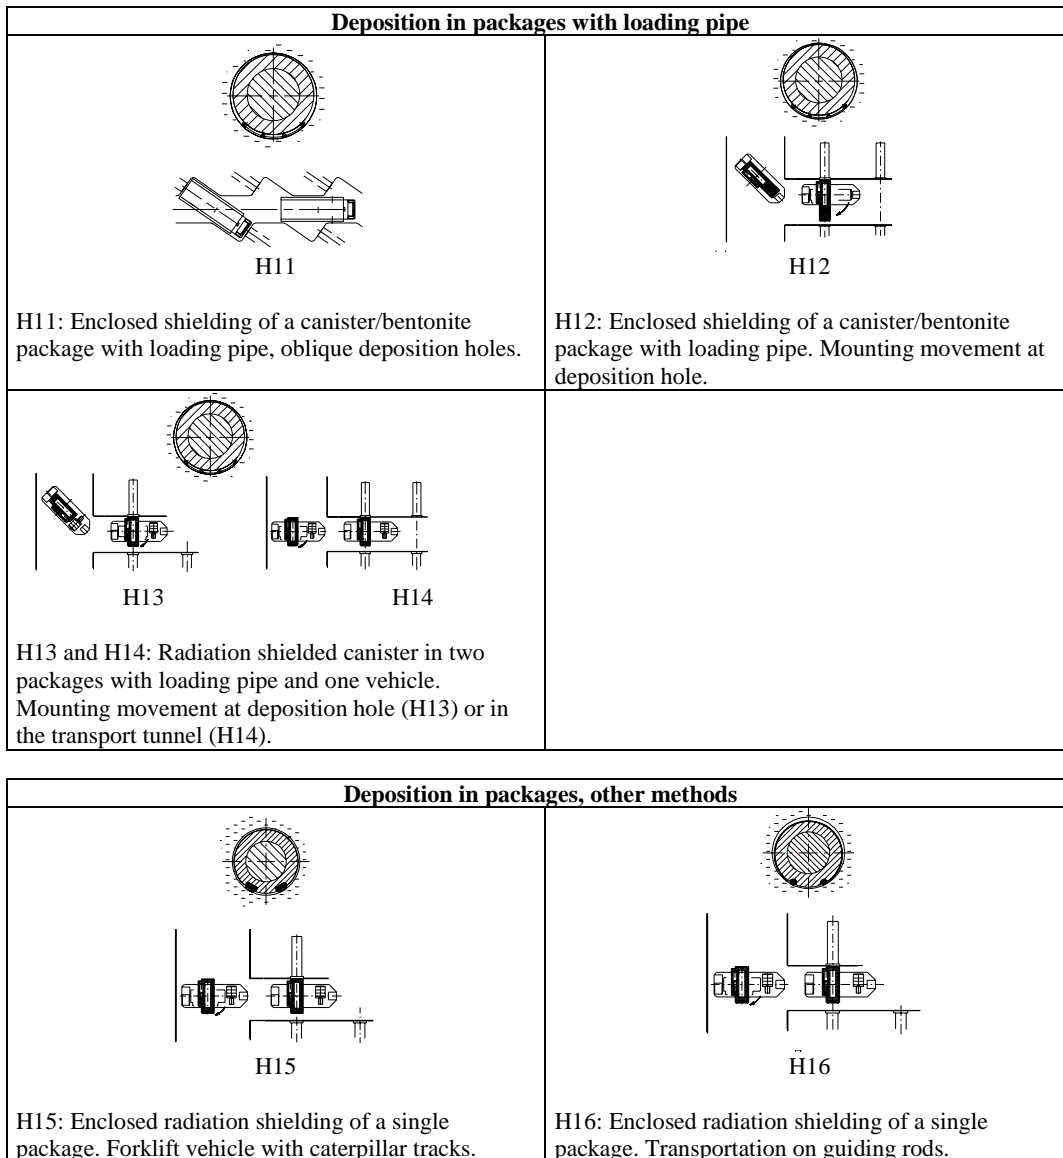 Deposition in packages with loading pipe
H11
H11: Enclosed shielding of a canister/bentonite
package with loading pipe, oblique deposition holes.
H12
H12: Enclosed shielding of a canister/bentonite
package with loading pipe. Mounting movement at
deposition hole.
H13
H14
H13 and H14: Radiation shielded canister in two
packages with loading pipe and one vehicle.
Mounting movement at deposition hole (H13) or in
the transport tunnel (H14).
Deposition in packages, other methods
H15
H15: Enclosed radiation shielding of a single
package. Forklift vehicle with caterpillar tracks.
H16
H16: Enclosed radiation shielding of a single
package. Transportation on guiding rods.